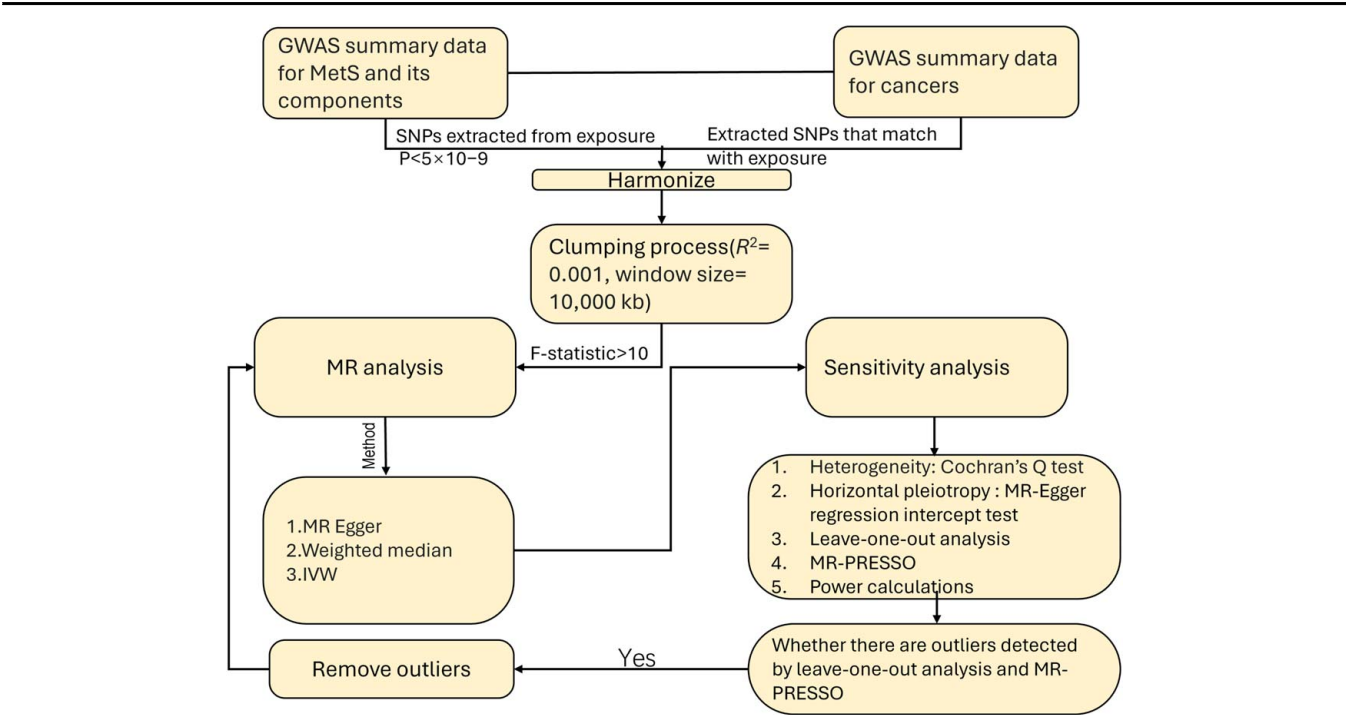 GWAS summary data
for MetS and its
components
GWAS summary data
for cancers
SNPs extracted from exposure
P<5×10−9
Extracted SNPs that match
with exposure
Harmonize
Clumping process(R²=
0.001, window size=
10,000 kb)
F-statistic>10
MR analysis
Sensitivity analysis
Method
1.MR Egger
2.Weighted median
3.IVW
1. Heterogeneity: Cochran’s Q test
2. Horizontal pleiotropy : MR-Egger
regression intercept test
3. Leave-one-out analysis
4. MR-PRESSO
5. Power calculations
Whether there are outliers detected
by leave-one-out analysis and MR-
PRESSO
Yes
Remove outliers